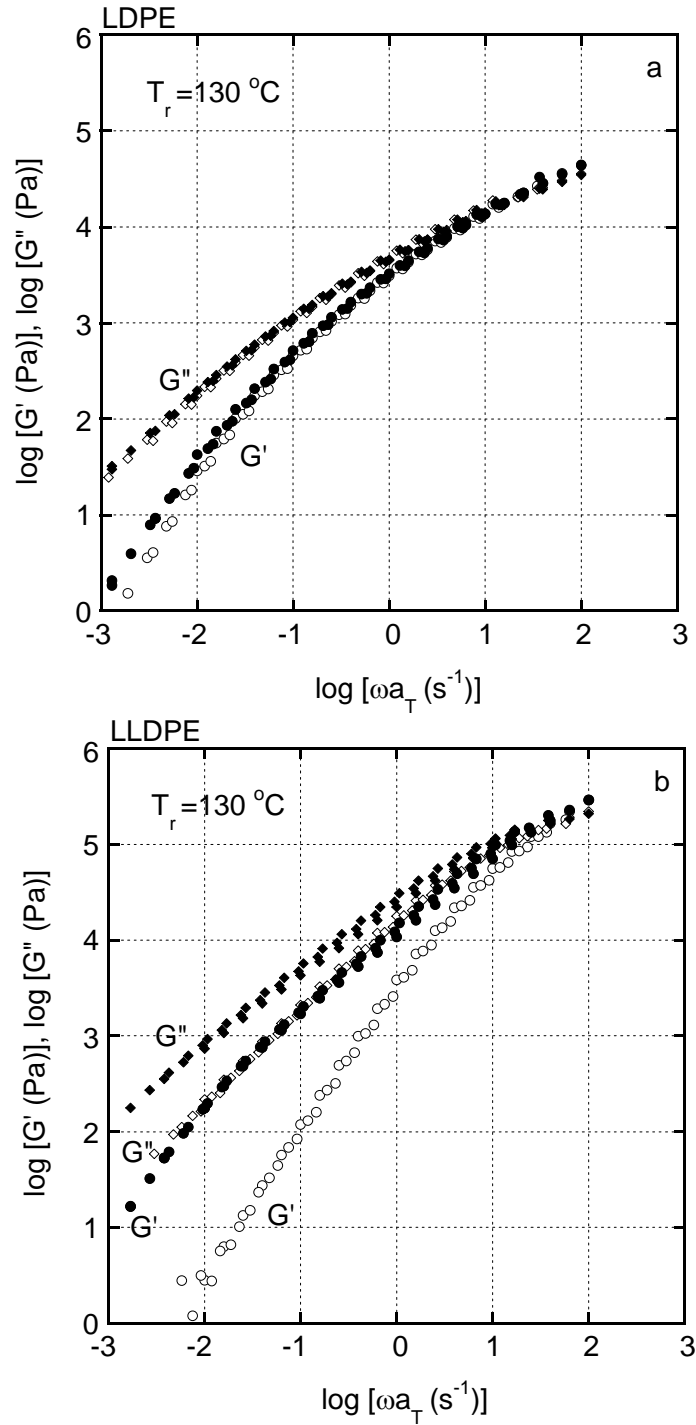 LDPE
6
a
T_r=130 °C
5
4
3
2
1
0
G"
G'
log [G' (Pa)], log [G" (Pa)]
-3 -2 -1 0 1 2 3
log [ωa_T (s^-1)]
LLDPE
6
b
T_r=130 °C
5
4
3
2
1
0
G"
G"
G'
G'
log [G' (Pa)], log [G" (Pa)]
-3 -2 -1 0 1 2 3
log [ωa_T (s^-1)]